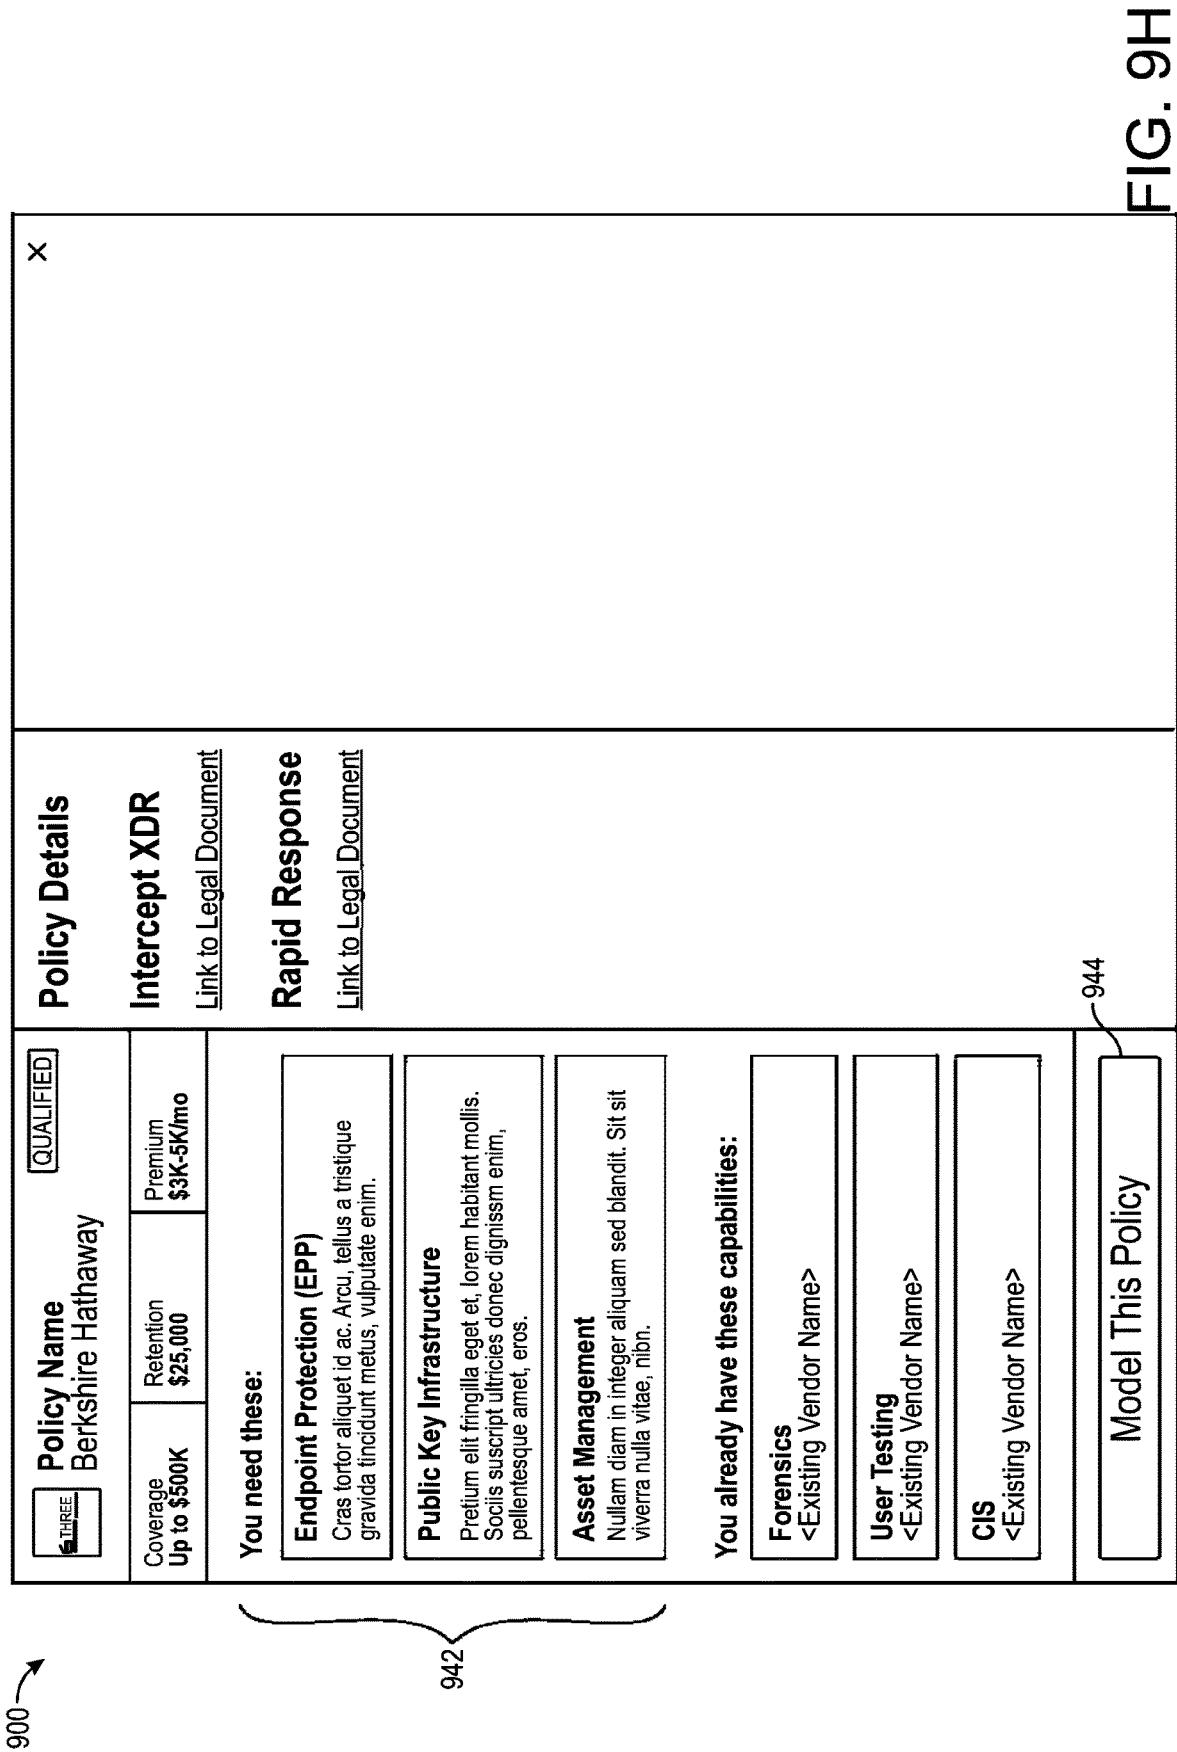 900
6 THREE
Policy Name
Berkshire Hathaway
QUALIFIED
Coverage
Up to $500K
Retention
$25,000
Premium
$3K-5K/mo
You need these:
942
Endpoint Protection (EPP)
Cras tortor aliquet id ac. Arcu, tellus a tristique
gravida tincidunt metus, vulputate enim.
Public Key Infrastructure
Pretium elit fringilla eget et, lorem habitant mollis.
Sociis suscript ultricies donec dignissm enim,
pellentesque amet, eros.
Asset Management
Nullam diam in integer aliquam sed blandit. Sit sit
viverra nulla vitae, nibn.
You already have these capabilities:
Forensics
<Existing Vendor Name>
User Testing
<Existing Vendor Name>
CIS
<Existing Vendor Name>
Model This Policy
944
Policy Details
Intercept XDR
Link to Legal Document
Rapid Response
Link to Legal Document
X
FIG. 9H